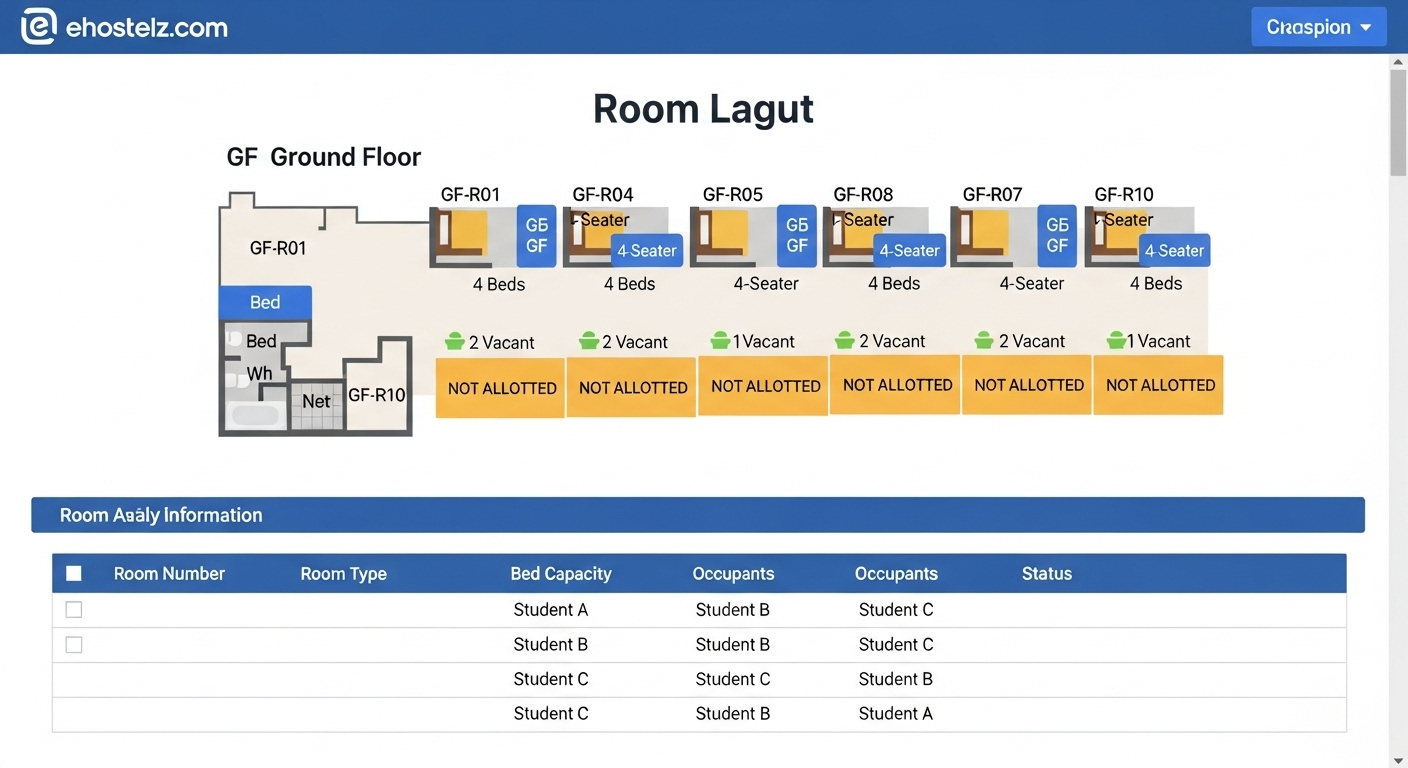 ehostelz.com
Chaspion
Room Lagut
GF Ground Floor
GF-R01 GF-R04 GF-R05 GF-R08 GF-R07 GF-R10
Seater Seater Seater
GF-R01
GБ GF GБ GF GБ GF
4-Seater 4-Seater 4-Seater
4 Beds 4 Beds 4-Seater 4 Beds 4-Seater 4 Beds
Bed
Bed
Wh
Net
GF-R10
2 Vacant 2 Vacant 1 Vacant 2 Vacant 2 Vacant 1 Vacant
NOT ALLOTTED NOT ALLOTTED NOT ALLOTTED NOT ALLOTTED NOT ALLOTTED NOT ALLOTTED
Room Information
Room Number Room Type Bed Capacity Occupants Occupants Status
Student A Student B Student C
Student B Student B Student C
Student C Student C Student B
Student C Student B Student A